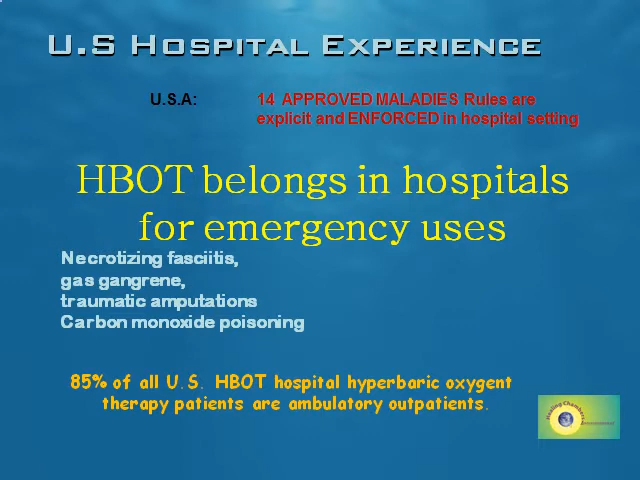 U.S Hospital Experience
U.S.A: 14 APPROVED MALADIES Rules are
explicit and ENFORCED in hospital setting
HBOT belongs in hospitals
for emergency uses
Necrotizing fasciitis,
gas gangrene,
traumatic amputations
Carbon monoxide poisoning
85% of all U.S. HBOT hospital hyperbaric oxygent
therapy patients are ambulatory outpatients.
Healing Chambers